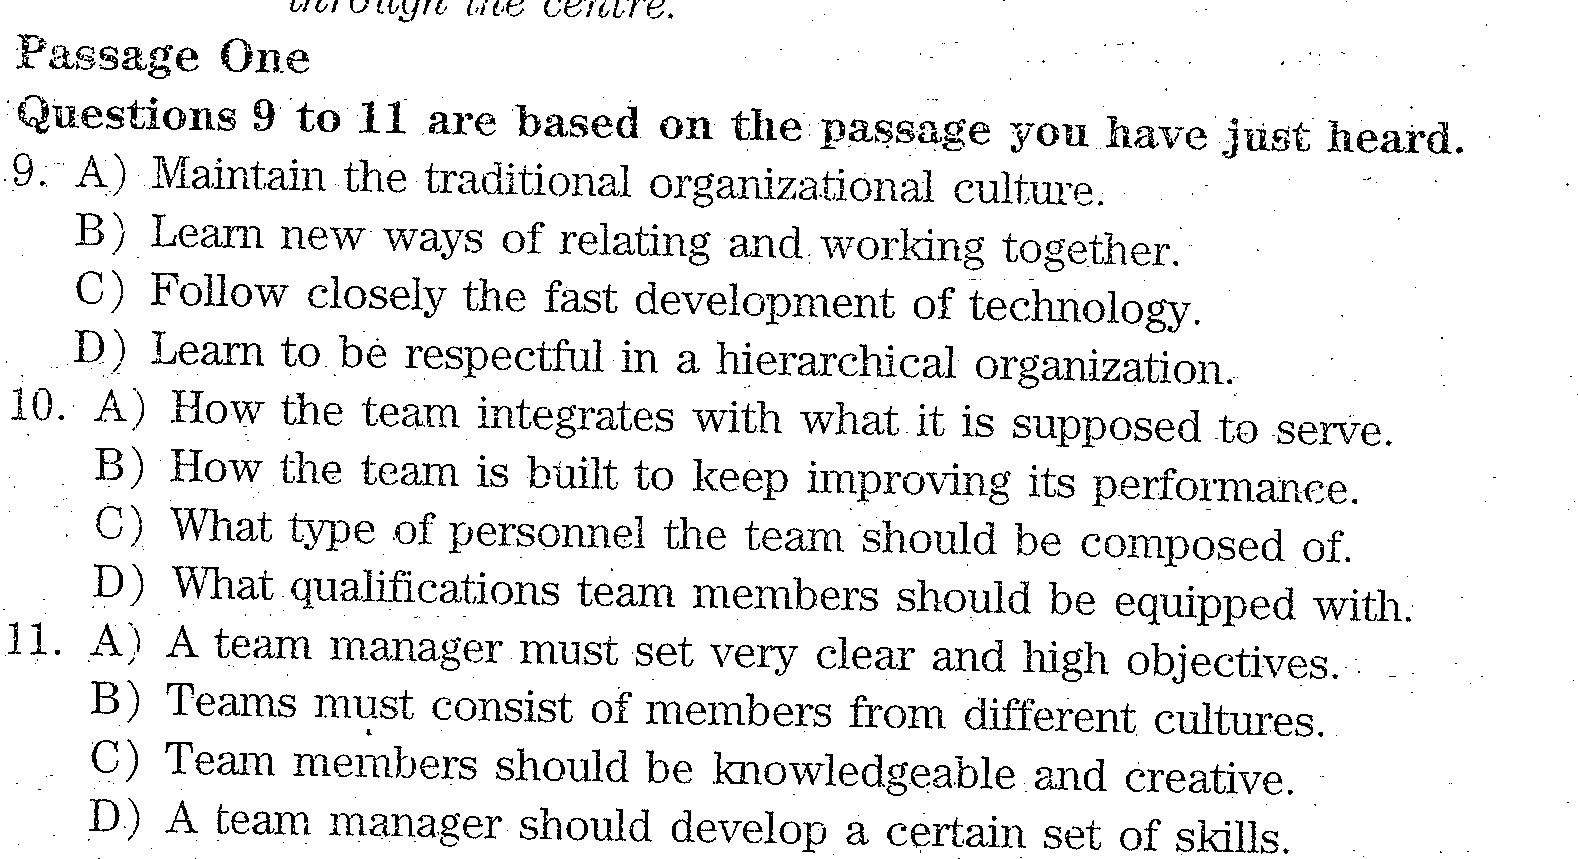 through the centre.
Passage One
Questions 9 to 11 are based on the passage you have just heard.
9. A) Maintain the traditional organizational culture.
B) Learn new ways of relating and working together.
C) Follow closely the fast development of technology.
D) Learn to be respectful in a hierarchical organization.
10. A) How the team integrates with what it is supposed to serve.
B) How the team is built to keep improving its performance.
C) What type of personnel the team should be composed of.
D) What qualifications team members should be equipped with.
11. A) A team manager must set very clear and high objectives.
B) Teams must consist of members from different cultures.
C) Team members should be knowledgeable and creative.
D) A team manager should develop a certain set of skills.